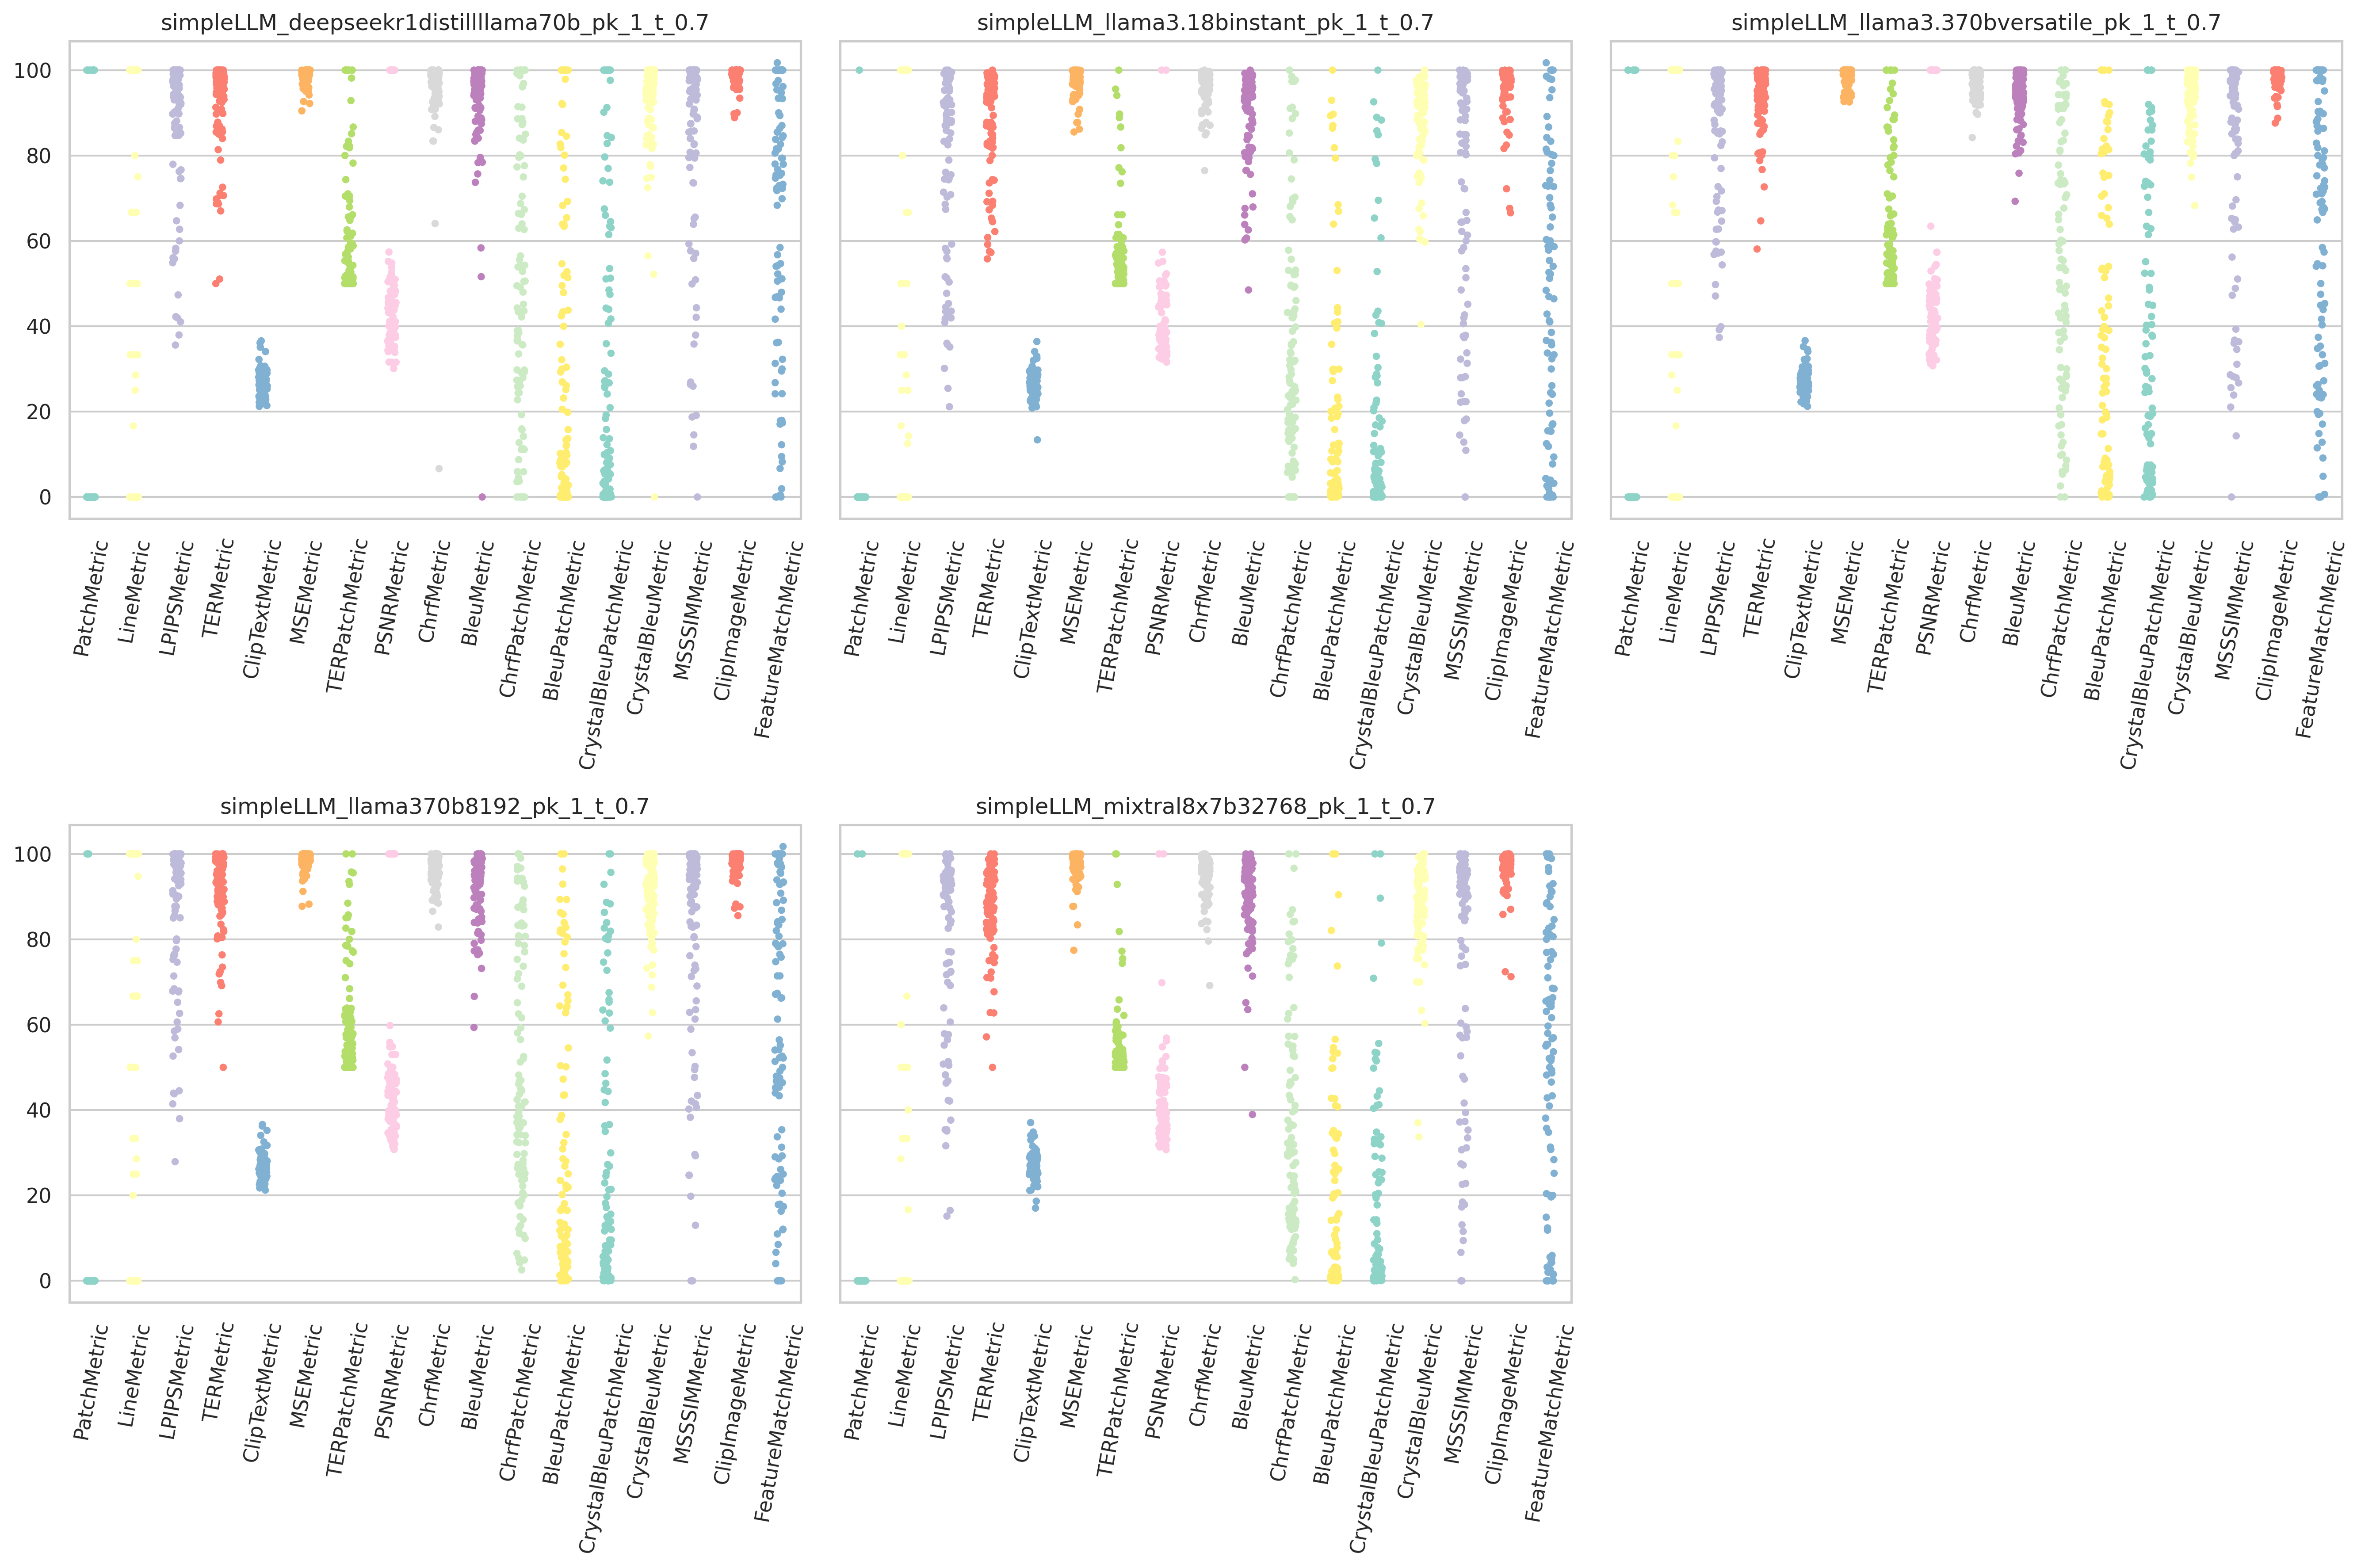 simpleLLM_deepseekr1distillllama70b_pk_1_t_0.7
simpleLLM_llama3.18binstant_pk_1_t_0.7
simpleLLM_llama3.370bversatile_pk_1_t_0.7
100
80
60
40
20
0
PatchMetric
LineMetric
LPIPSMetric
TERMetric
ClipTextMetric
MSEMetric
TERPatchMetric
PSNRMetric
ChrfMetric
BleuMetric
ChrfPatchMetric
BleuPatchMetric
CrystalBleuPatchMetric
CrystalBleuMetric
MSSSIMMetric
ClipImageMetric
FeatureMatchMetric
PatchMetric
LineMetric
LPIPSMetric
TERMetric
ClipTextMetric
MSEMetric
TERPatchMetric
PSNRMetric
ChrfMetric
BleuMetric
ChrfPatchMetric
BleuPatchMetric
CrystalBleuPatchMetric
CrystalBleuMetric
MSSSIMMetric
ClipImageMetric
FeatureMatchMetric
PatchMetric
LineMetric
LPIPSMetric
TERMetric
ClipTextMetric
MSEMetric
TERPatchMetric
PSNRMetric
ChrfMetric
BleuMetric
ChrfPatchMetric
BleuPatchMetric
CrystalBleuPatchMetric
CrystalBleuMetric
MSSSIMMetric
ClipImageMetric
FeatureMatchMetric
simpleLLM_llama370b8192_pk_1_t_0.7
simpleLLM_mixtral8x7b32768_pk_1_t_0.7
100
80
60
40
20
0
PatchMetric
LineMetric
LPIPSMetric
TERMetric
ClipTextMetric
MSEMetric
TERPatchMetric
PSNRMetric
ChrfMetric
BleuMetric
ChrfPatchMetric
BleuPatchMetric
CrystalBleuPatchMetric
CrystalBleuMetric
MSSSIMMetric
ClipImageMetric
FeatureMatchMetric
PatchMetric
LineMetric
LPIPSMetric
TERMetric
ClipTextMetric
MSEMetric
TERPatchMetric
PSNRMetric
ChrfMetric
BleuMetric
ChrfPatchMetric
BleuPatchMetric
CrystalBleuPatchMetric
CrystalBleuMetric
MSSSIMMetric
ClipImageMetric
FeatureMatchMetric